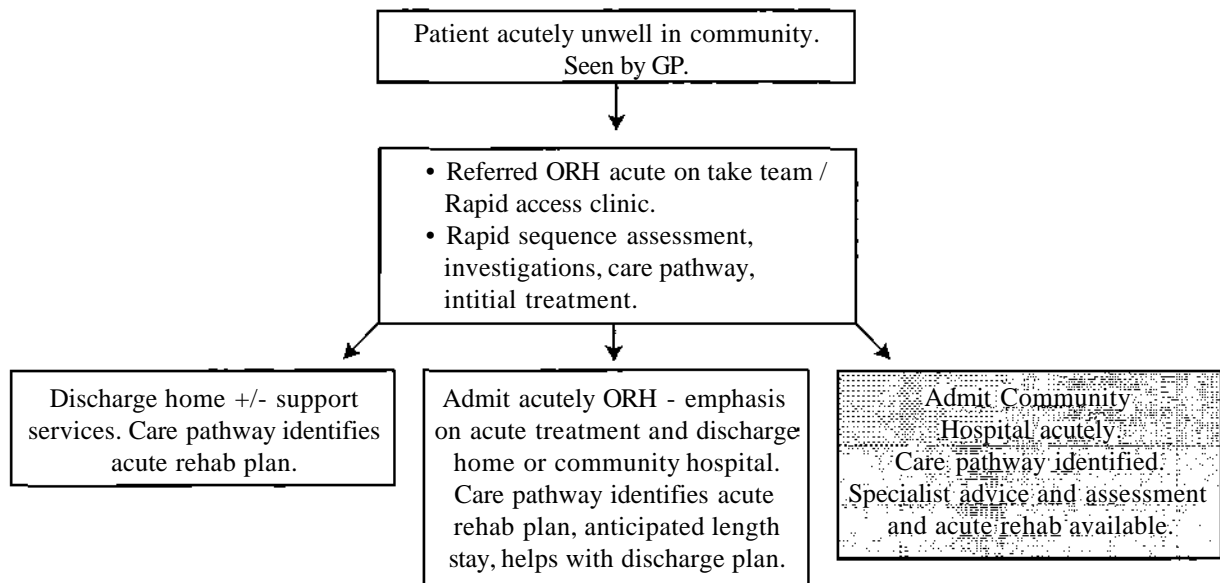 Patient acutely unwell in community.
Seen by GP.
• Referred ORH acute on take team /
Rapid access clinic.
• Rapid sequence assessment,
investigations, care pathway,
intitial treatment.
Discharge home +/- support
services. Care pathway identifies
acute rehab plan.
Admit acutely ORH - emphasis
on acute treatment and discharge
home or community hospital.
Care pathway identifies acute
rehab plan, anticipated length
stay, helps with discharge plan.
Admit Community
Hospital acutely
Care pathway identified.
Specialist advice and assessment
and acute rehab available.